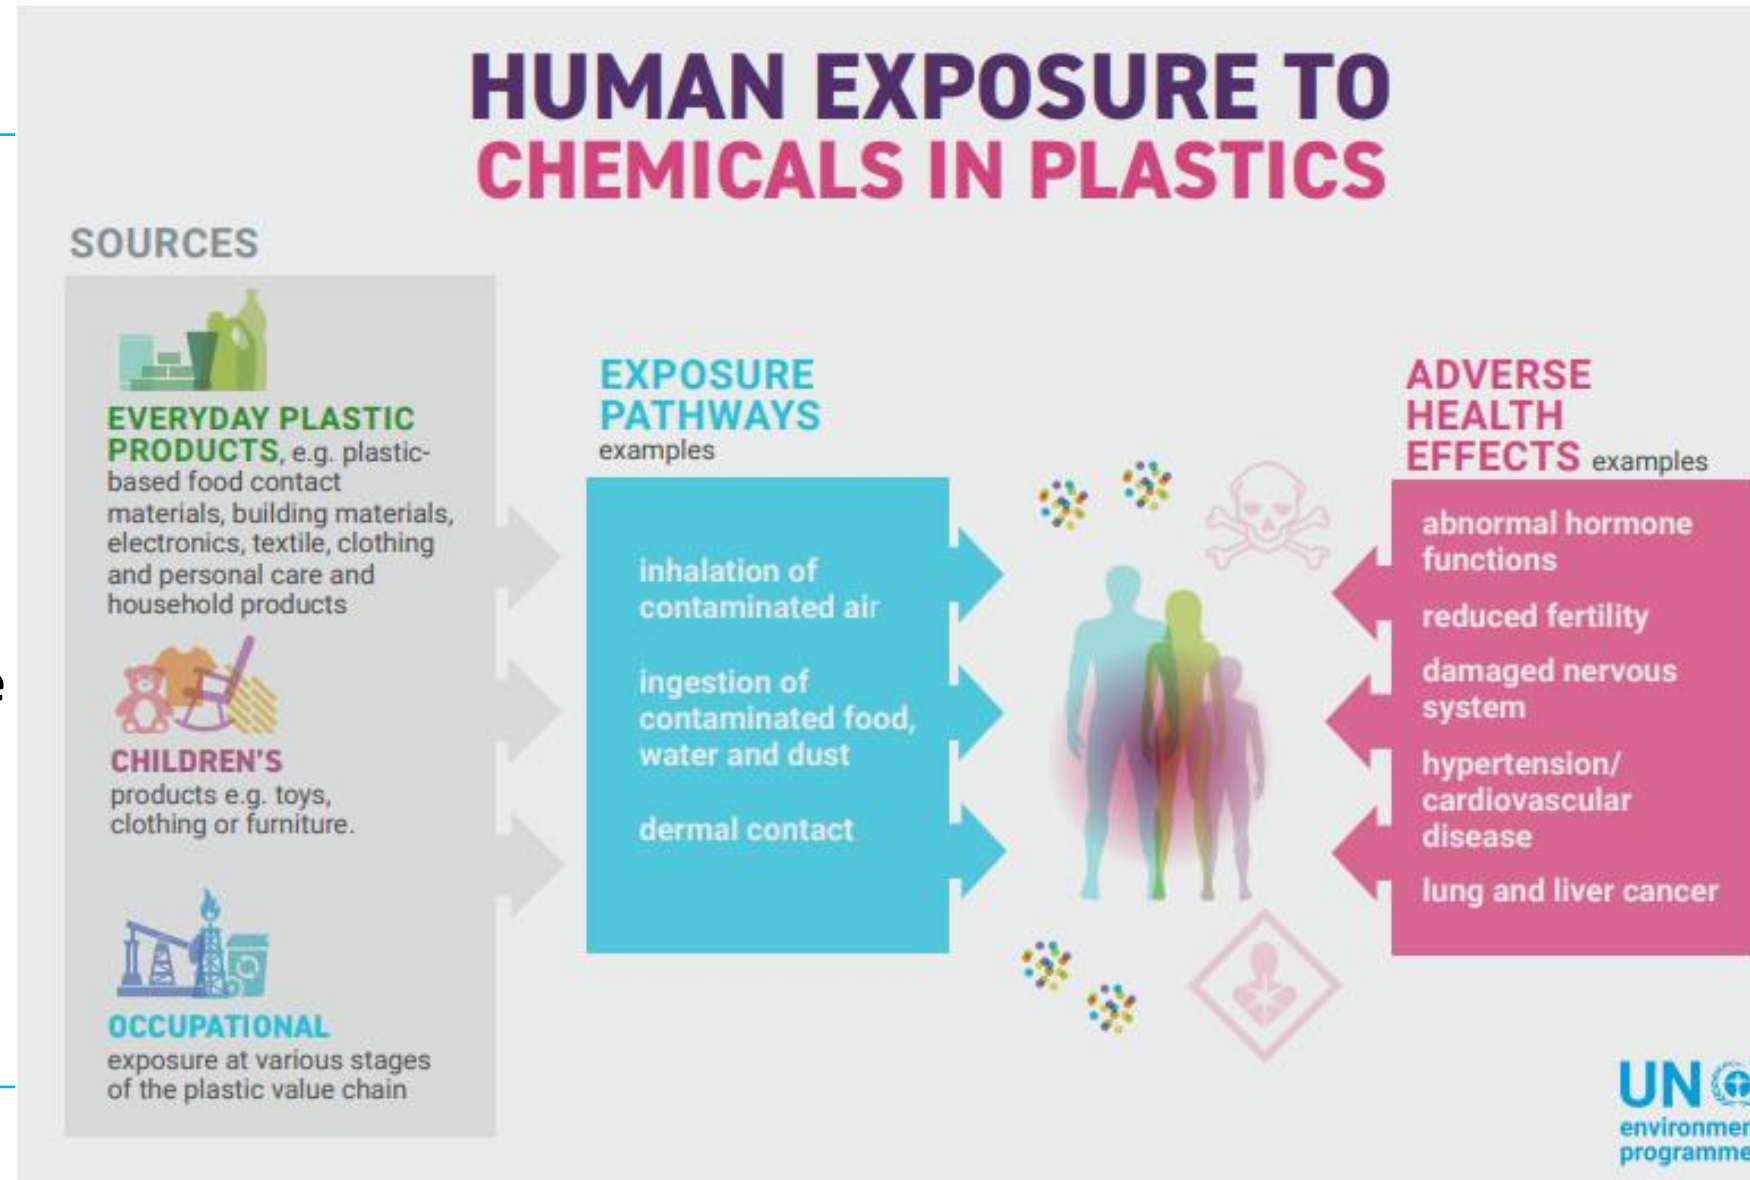 HUMAN EXPOSURE TO
CHEMICALS IN PLASTICS
SOURCES
EVERYDAY PLASTIC
PRODUCTS, e.g. plastic-
based food contact
materials, building materials,
electronics, textile, clothing
and personal care and
household products
CHILDREN'S
products e.g. toys,
clothing or furniture.
OCCUPATIONAL
exposure at various stages
of the plastic value chain
EXPOSURE
PATHWAYS
examples
inhalation of
contaminated air
ingestion of
contaminated food,
water and dust
dermal contact
ADVERSE
HEALTH
EFFECTS examples
abnormal hormone
functions
reduced fertility
damaged nervous
system
hypertension/
cardiovascular
disease
lung and liver cancer
UN
environmen
programme